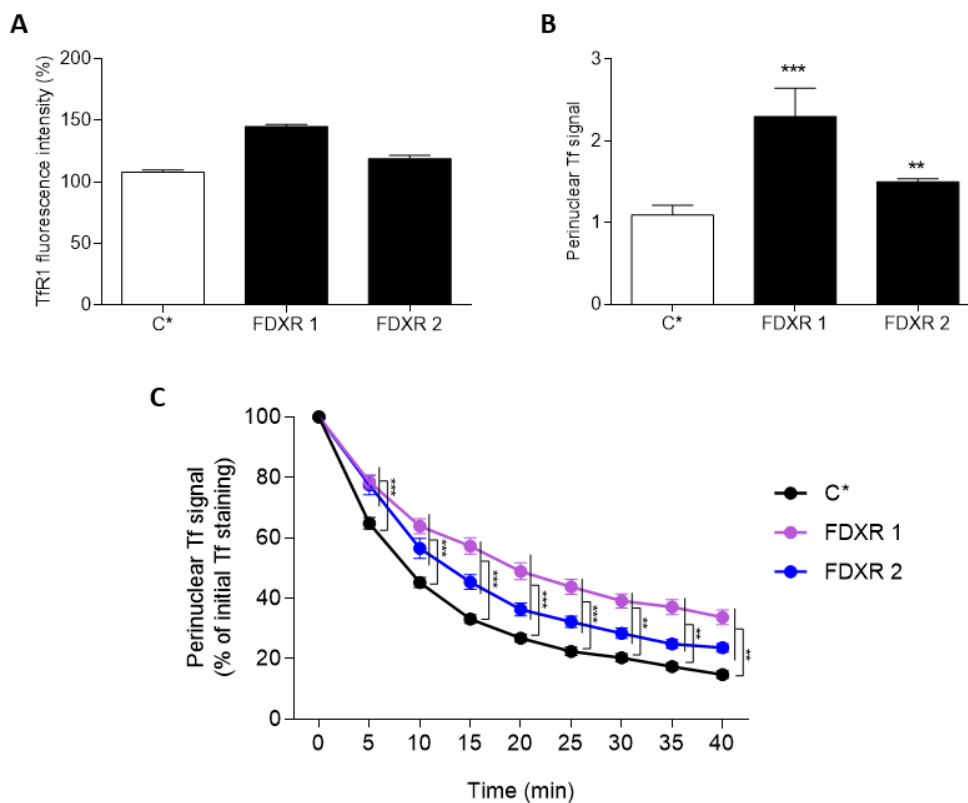 A
TfR1 fluorescence intensity (%)
200
150
100
50
0
C*
FDXR 1
FDXR 2
B
Perinuclear Tf signal
3
2
1
0
***
**
C*
FDXR 1
FDXR 2
C
Perinuclear Tf signal
(% of initial Tf staining)
100
80
60
40
20
0
***
***
***
***
***
**
**
**
0 5 10 15 20 25 30 35 40
Time (min)
C*
FDXR 1
FDXR 2